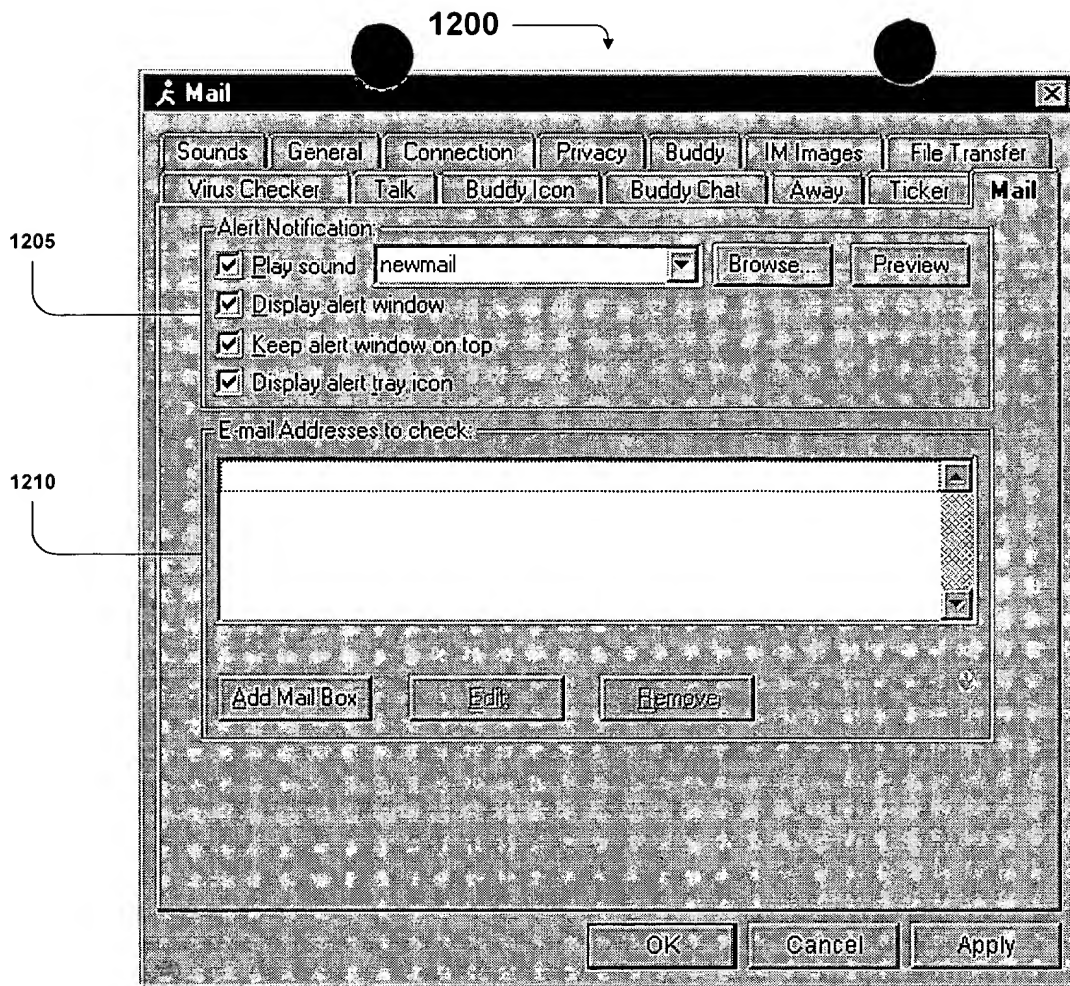 1200
Mail
Sounds General Connection Privacy Buddy IM Images File Transfer
Virus Checker Talk Buddy Icon Buddy Chat Away Ticker Mail
1205
Alert Notification:
Play sound newmail Browse... Preview
Display alert window
Keep alert window on top
Display alert tray icon
E-mail Addresses to check:
1210
Add Mail Box Edit Remove
OK Cancel Apply